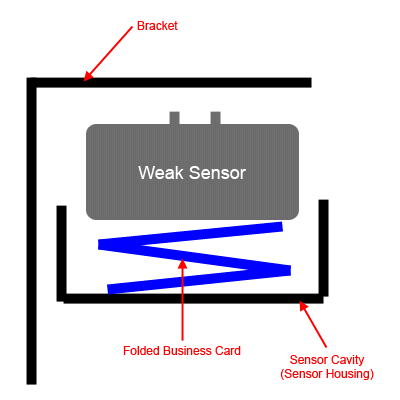 Bracket
Weak Sensor
Folded Business Card
Sensor Cavity
(Sensor Housing)